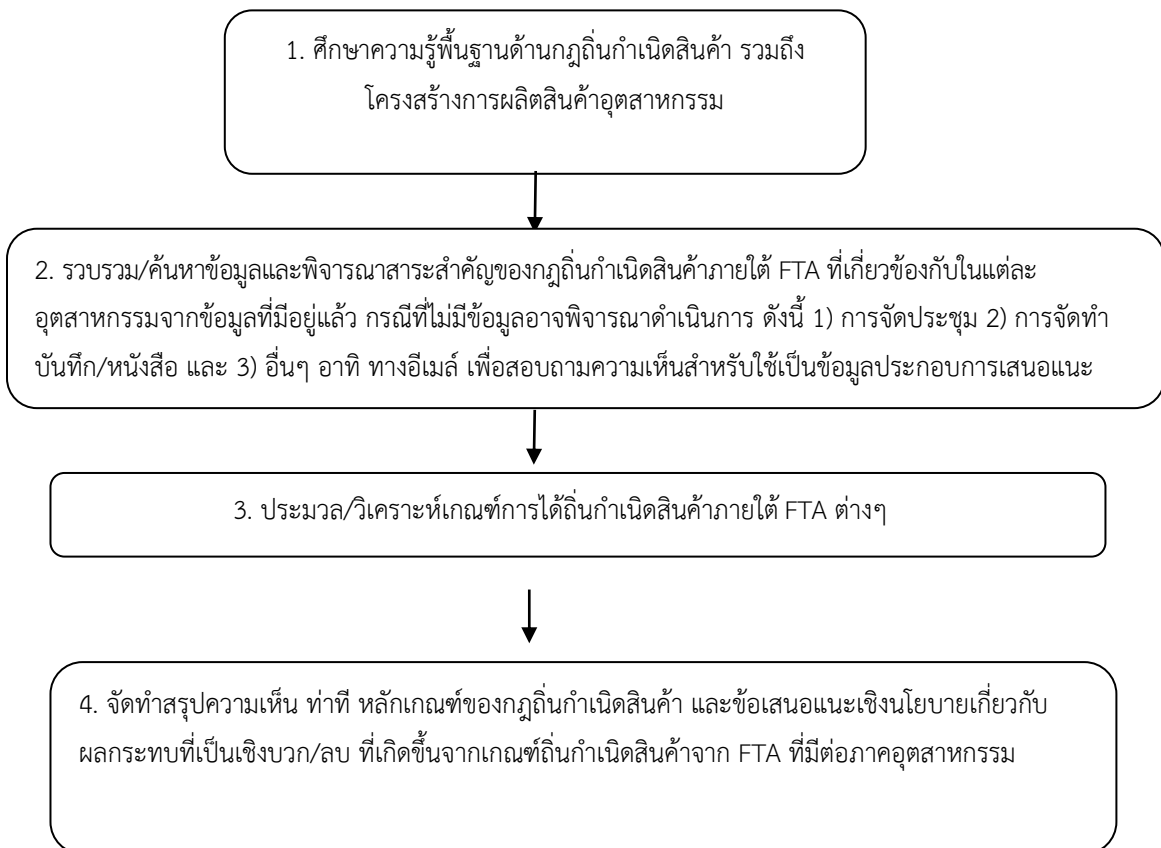 1. ศึกษาความรู้พื้นฐานด้านกฎถิ่นกำเนิดสินค้า รวมถึง
โครงสร้างการผลิตสินค้าอุตสาหกรรม
2. รวบรวม/ค้นหาข้อมูลและพิจารณาสาระสำคัญของกฎถิ่นกำเนิดสินค้าภายใต้ FTA ที่เกี่ยวข้องกับในแต่ละ
อุตสาหกรรมจากข้อมูลที่มีอยู่แล้ว กรณีที่ไม่มีข้อมูลอาจพิจารณาดำเนินการ ดังนี้ 1) การจัดประชุม 2) การจัดทำ
บันทึก/หนังสือ และ 3) อื่นๆ อาทิ ทางอีเมล์ เพื่อสอบถามความเห็นสำหรับใช้เป็นข้อมูลประกอบการเสนอแนะ
3. ประมวล/วิเคราะห์เกณฑ์การได้ถิ่นกำเนิดสินค้าภายใต้ FTA ต่างๆ
4. จัดทำสรุปความเห็น ท่าที หลักเกณฑ์ของกฎถิ่นกำเนิดสินค้า และข้อเสนอแนะเชิงนโยบายเกี่ยวกับ
ผลกระทบที่เป็นเชิงบวก/ลบ ที่เกิดขึ้นจากเกณฑ์ถิ่นกำเนิดสินค้าจาก FTA ที่มีต่อภาคอุตสาหกรรม